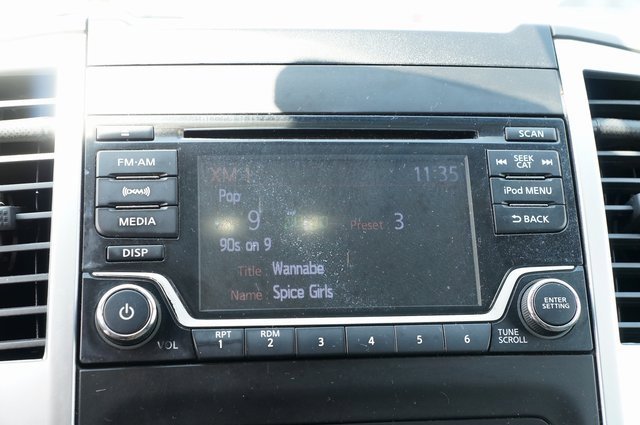 SCAN
FM·AM
XM 1
11:35
SEEK
CAT
XM
Pop
iPod MENU
MEDIA
9
Preset 3
BACK
DISP
90s on 9
Title : Wannabe
Name : Spice Girls
ENTER
SETTING
VOL
RPT
1
RDM
2
3
4
5
6
TUNE
SCROLL